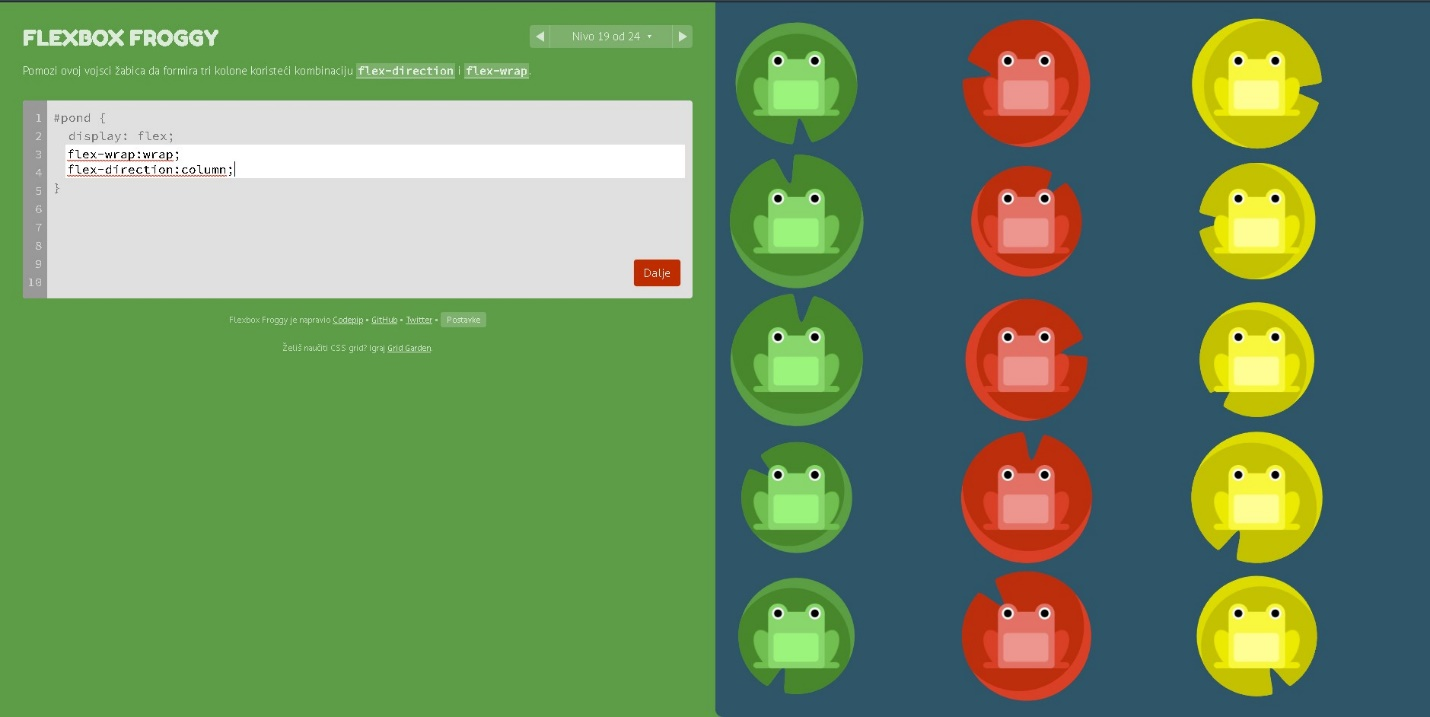 FLEXBOX FROGGY
Nivo 19 od 24
Pomozi ovoj vojsci žabica da formira tri kolone koristeći kombinaciju flex-direction i flex-wrap.
1 #pond {
2 display: flex;
3 flex-wrap:wrap;
4 flex-direction:column;
5 }
6
7
8
9
10
Dalje
Flexbox Froggy je napravio Codepip • GitHub • Twitter • Postavke
Želiš naučiti CSS grid? Igraj Grid Garden.